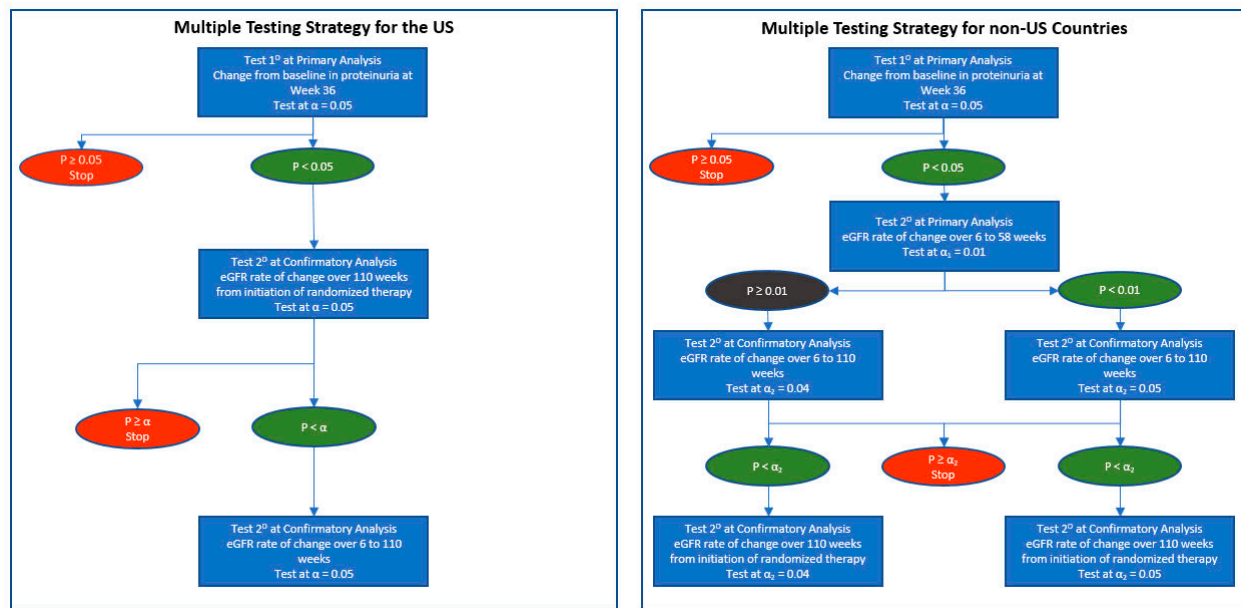 Multiple Testing Strategy for the US
Test 1ᴼ at Primary Analysis
Change from baseline in proteinuria at
Week 36
Test at α = 0.05
P ≥ 0.05
Stop
P < 0.05
Test 2ᴼ at Confirmatory Analysis
eGFR rate of change over 110 weeks
from initiation of randomized therapy
Test at α = 0.05
P ≥ α
Stop
P < α
Test 2ᴼ at Confirmatory Analysis
eGFR rate of change over 6 to 110
weeks
Test at α = 0.05
Multiple Testing Strategy for non-US Countries
Test 1ᴼ at Primary Analysis
Change from baseline in proteinuria at
Week 36
Test at α = 0.05
P ≥ 0.05
Stop
P < 0.05
Test 2ᴼ at Primary Analysis
eGFR rate of change over 6 to 58 weeks
Test at α₁ = 0.01
P ≥ 0.01
P < 0.01
Test 2ᴼ at Confirmatory Analysis
eGFR rate of change over 6 to 110
weeks
Test at α₂ = 0.04
Test 2ᴼ at Confirmatory Analysis
eGFR rate of change over 6 to 110
weeks
Test at α₂ = 0.05
P < α₂
P ≥ α₂
Stop
P < α₂
Test 2ᴼ at Confirmatory Analysis
eGFR rate of change over 110 weeks
from initiation of randomized therapy
Test at α₂ = 0.04
Test 2ᴼ at Confirmatory Analysis
eGFR rate of change over 110 weeks
from initiation of randomized therapy
Test at α₂ = 0.05